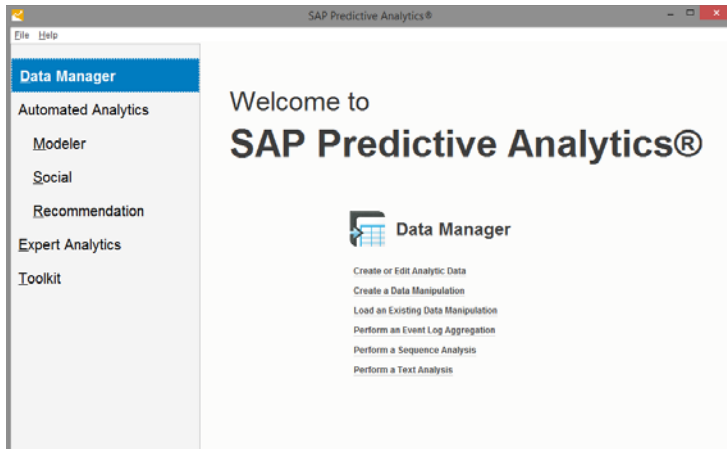 SAP Predictive Analytics®
File Help
Data Manager
Automated Analytics
Modeler
Social
Recommendation
Expert Analytics
Toolkit
Welcome to
SAP Predictive Analytics®
Data Manager
Create or Edit Analytic Data
Create a Data Manipulation
Load an Existing Data Manipulation
Perform an Event Log Aggregation
Perform a Sequence Analysis
Perform a Text Analysis